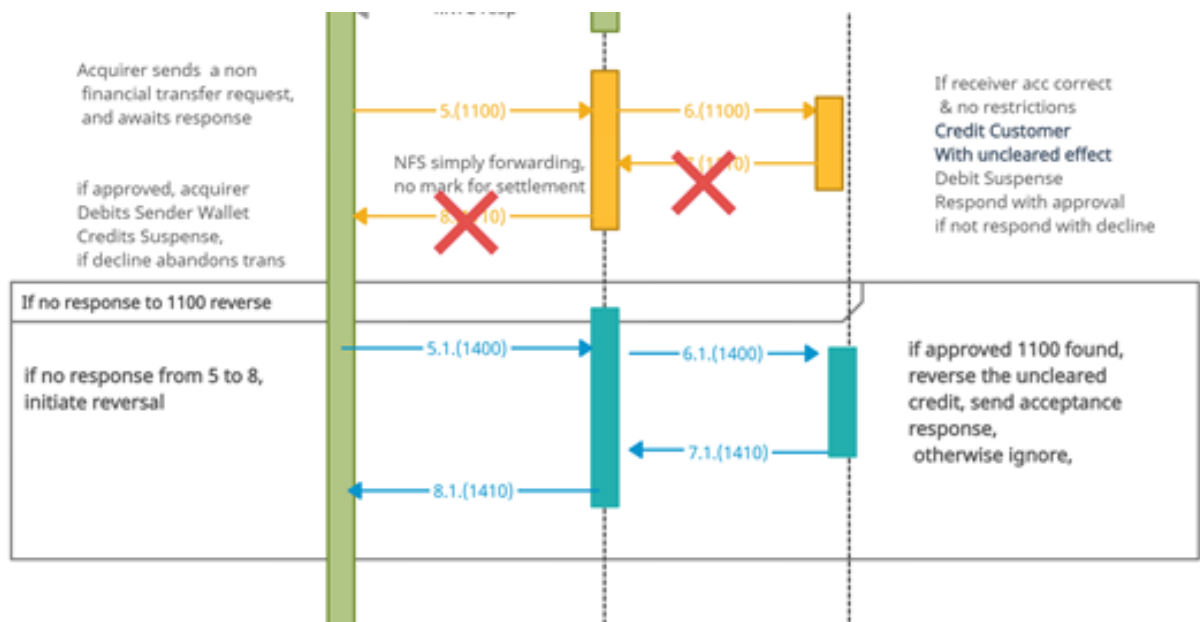 Acquirer sends a non
financial transfer request,
and awaits response
5.(1100)
6.(1100)
If receiver acc correct
& no restrictions
Credit Customer
With uncleared effect
Debit Suspense
Respond with approval
if not respond with decline
NFS simply forwarding,
no mark for settlement
if approved, acquirer
Debits Sender Wallet
Credits Suspense,
if decline abandons trans
If no response to 1100 reverse
5.1.(1400)
6.1.(1400)
if no response from 5 to 8,
initiate reversal
if approved 1100 found,
reverse the uncleared
credit, send acceptance
response,
otherwise ignore,
7.1.(1410)
8.1.(1410)